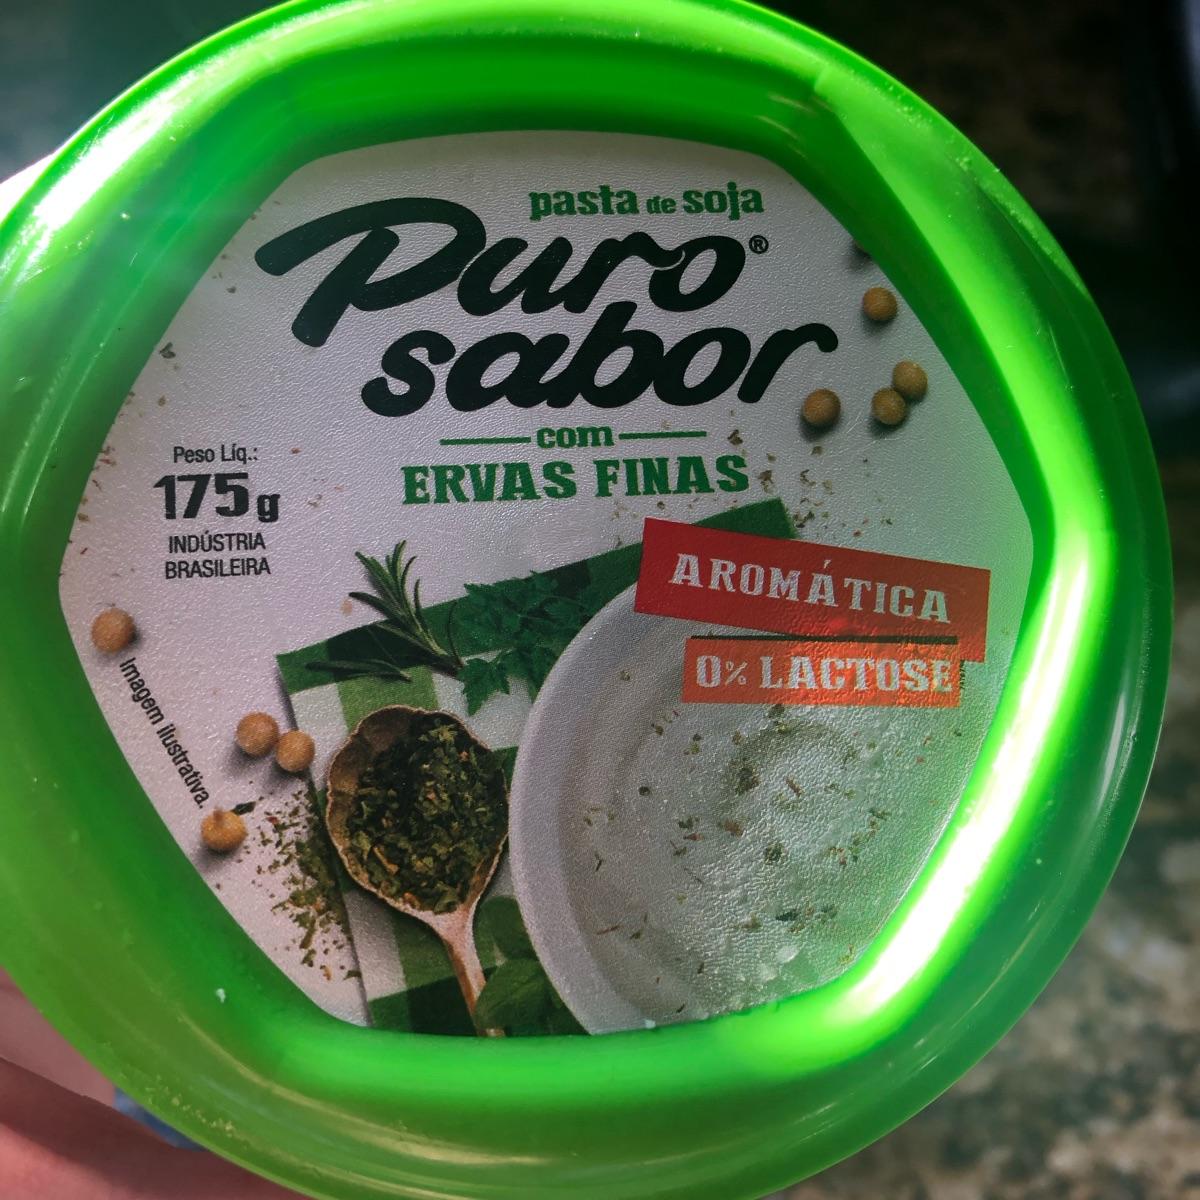 pasta de soja
Puro®
sabor
com
ERVAS FINAS
Peso Líq.:
175g
INDÚSTRIA
BRASILEIRA
AROMÁTICA
0% LACTOSE
Imagem ilustrativa.